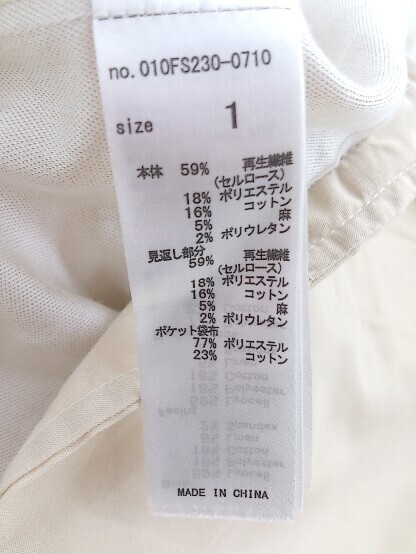 no.010FS230-0710
size 1
本体 59% 再生繊維
(セルロース)
18% ポリエステル
16% コットン
5% 麻
2% ポリウレタン
見返し部分
59% 再生繊維
(セルロース)
18% ポリエステル
16% コットン
5% 麻
2% ポリウレタン
ポケット袋布
77% ポリエステル
23% コットン
MADE IN CHINA